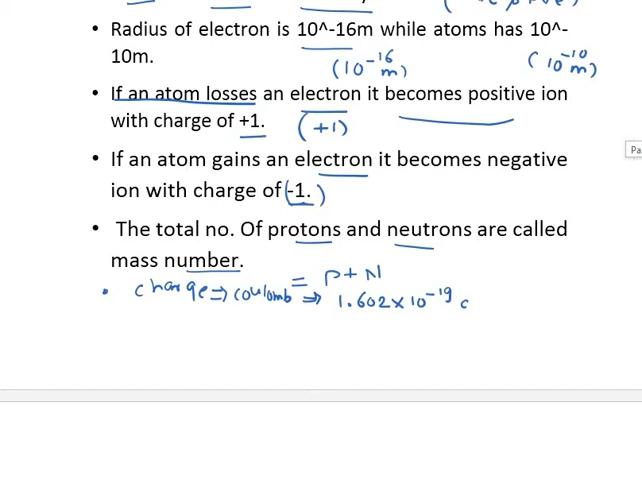 • Radius of electron is 10^-16m while atoms has 10^-
10m.
(10⁻¹⁶ m) (10⁻¹⁰ m)
• If an atom losses an electron it becomes positive ion
with charge of +1. (+1)
• If an atom gains an electron it becomes negative
ion with charge of (-1.)
• The total no. Of protons and neutrons are called
mass number.
= P+N
• charge ⇒ coulomb ⇒ 1.602×10⁻¹⁹ c
Pa